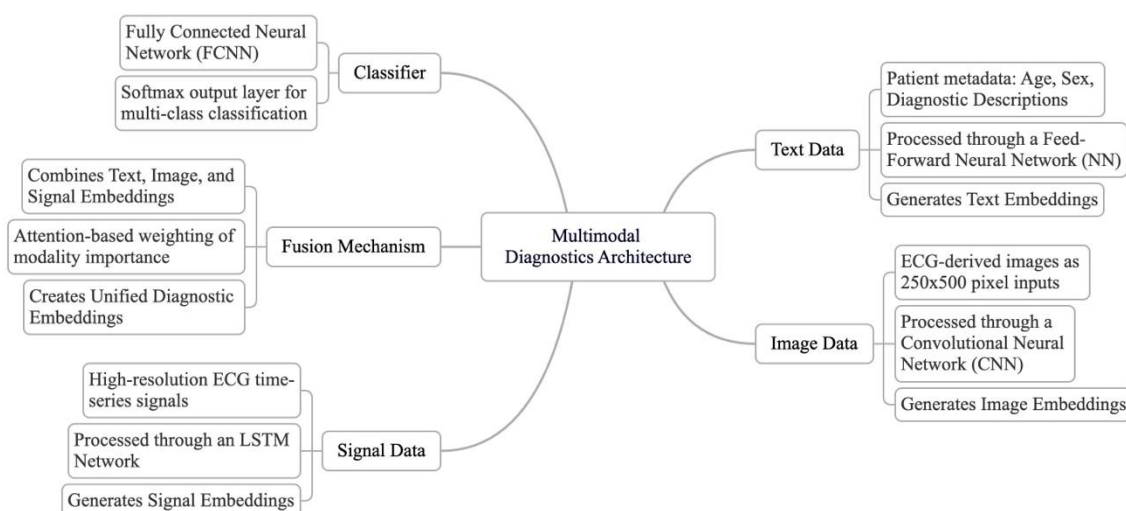 Multimodal
Diagnostics Architecture
Text Data
Patient metadata: Age, Sex,
Diagnostic Descriptions
Processed through a Feed-
Forward Neural Network (NN)
Generates Text Embeddings
Image Data
ECG-derived images as
250x500 pixel inputs
Processed through a
Convolutional Neural
Network (CNN)
Generates Image Embeddings
Signal Data
High-resolution ECG time-
series signals
Processed through an LSTM
Network
Generates Signal Embeddings
Fusion Mechanism
Combines Text, Image, and
Signal Embeddings
Attention-based weighting of
modality importance
Creates Unified Diagnostic
Embeddings
Classifier
Fully Connected Neural
Network (FCNN)
Softmax output layer for
multi-class classification